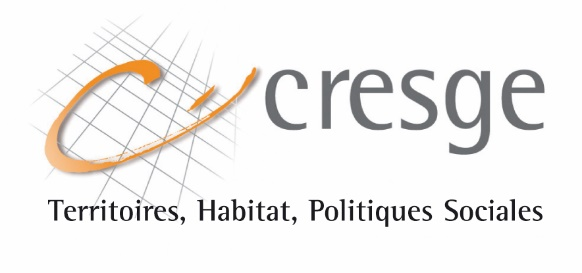 cresge
Territoires, Habitat, Politiques Sociales